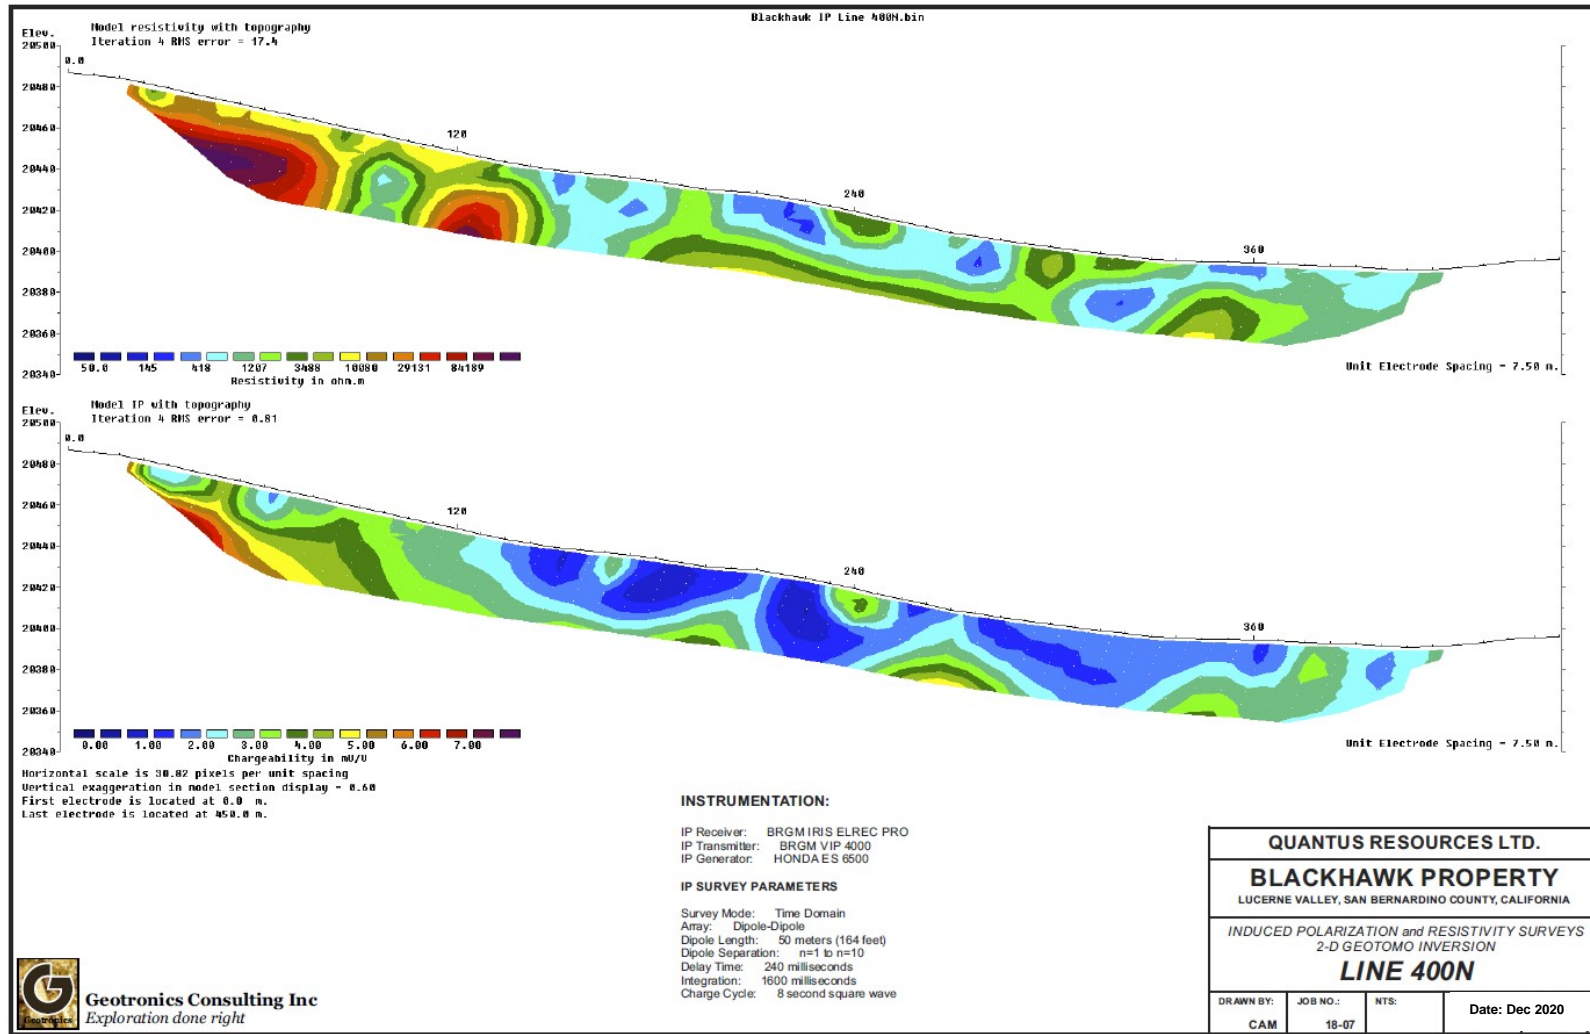 Blackhauk IP Line 400N.bin
Model resistivity with topography
Iteration 4 RMS error = 17.4
Elev.
20500
20480
20460
20440
20420
20400
20380
20360
20340
0.0
120
240
360
50.0 145 418 1207 3488 10080 29131 84189
Resistivity in ohm.m
Unit Electrode Spacing = 7.50 m.
Model IP with topography
Iteration 4 RMS error = 0.81
Elev.
20500
20480
20460
20440
20420
20400
20380
20360
20340
0.0
120
240
360
0.00 1.00 2.00 3.00 4.00 5.00 6.00 7.00
Chargeability in mV/V
Unit Electrode Spacing = 7.50 m.
Horizontal scale is 30.82 pixels per unit spacing
Vertical exaggeration in model section display = 0.60
First electrode is located at 0.0 m.
Last electrode is located at 450.0 m.
INSTRUMENTATION:
IP Receiver: BRGM IRIS ELREC PRO
IP Transmitter: BRGM VIP 4000
IP Generator: HONDA ES 6500
IP SURVEY PARAMETERS
Survey Mode: Time Domain
Array: Dipole-Dipole
Dipole Length: 50 meters (164 feet)
Dipole Separation: n=1 to n=10
Delay Time: 240 milliseconds
Integration: 1600 milliseconds
Charge Cycle: 8 second square wave
G
Geotronics
Geotronics Consulting Inc
Exploration done right
QUANTUS RESOURCES LTD.
BLACKHAWK PROPERTY
LUCERNE VALLEY, SAN BERNARDINO COUNTY, CALIFORNIA
INDUCED POLARIZATION and RESISTIVITY SURVEYS
2-D GEOTOMO INVERSION
LINE 400N
DRAWN BY: JOB NO.: NTS: Date: Dec 2020
CAM 18-07